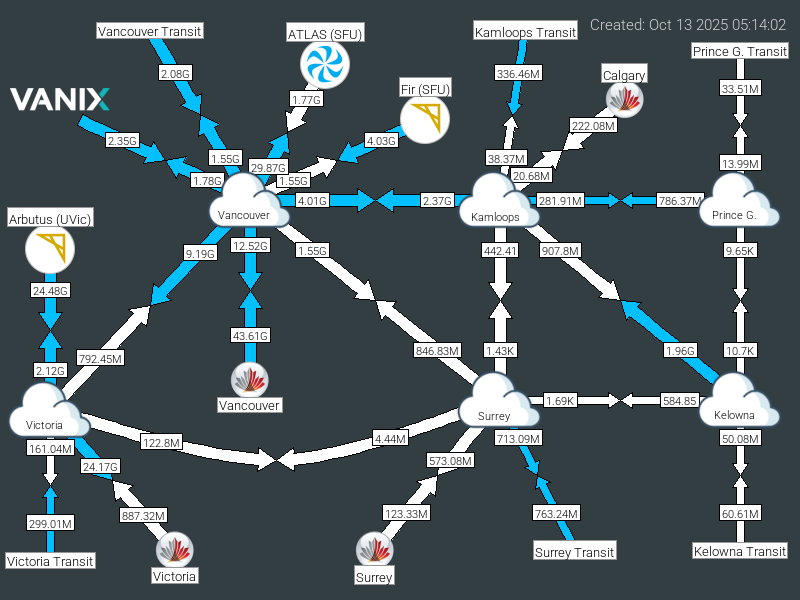 Created: Oct 13 2025 05:14:02
Vancouver Transit
ATLAS (SFU)
Kamloops Transit
Prince G. Transit
2.08G
336.46M
Calgary
33.51M
Fir (SFU)
VANIX
1.77G
222.08M
2.35G
4.03G
1.55G
38.37M
13.99M
29.87G
20.68M
1.78G
1.55G
4.01G
2.37G
281.91M
786.37M
Vancouver
Kamloops
Prince G.
Arbutus (UVic)
9.19G
12.52G
1.55G
442.41
907.8M
9.65K
24.48G
43.61G
792.45M
846.83M
1.43K
1.96G
10.7K
2.12G
Vancouver
1.69K
584.85
Victoria
Surrey
Kelowna
161.04M
122.8M
4.44M
713.09M
50.08M
24.17G
573.08M
299.01M
887.32M
123.33M
763.24M
60.61M
Victoria Transit
Victoria
Surrey
Surrey Transit
Kelowna Transit